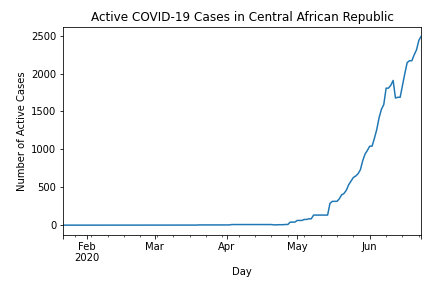 Active COVID-19 Cases in Central African Republic
Number of Active Cases
2500
2000
1500
1000
500
0
Feb
2020
Mar
Apr
May
Jun
Day